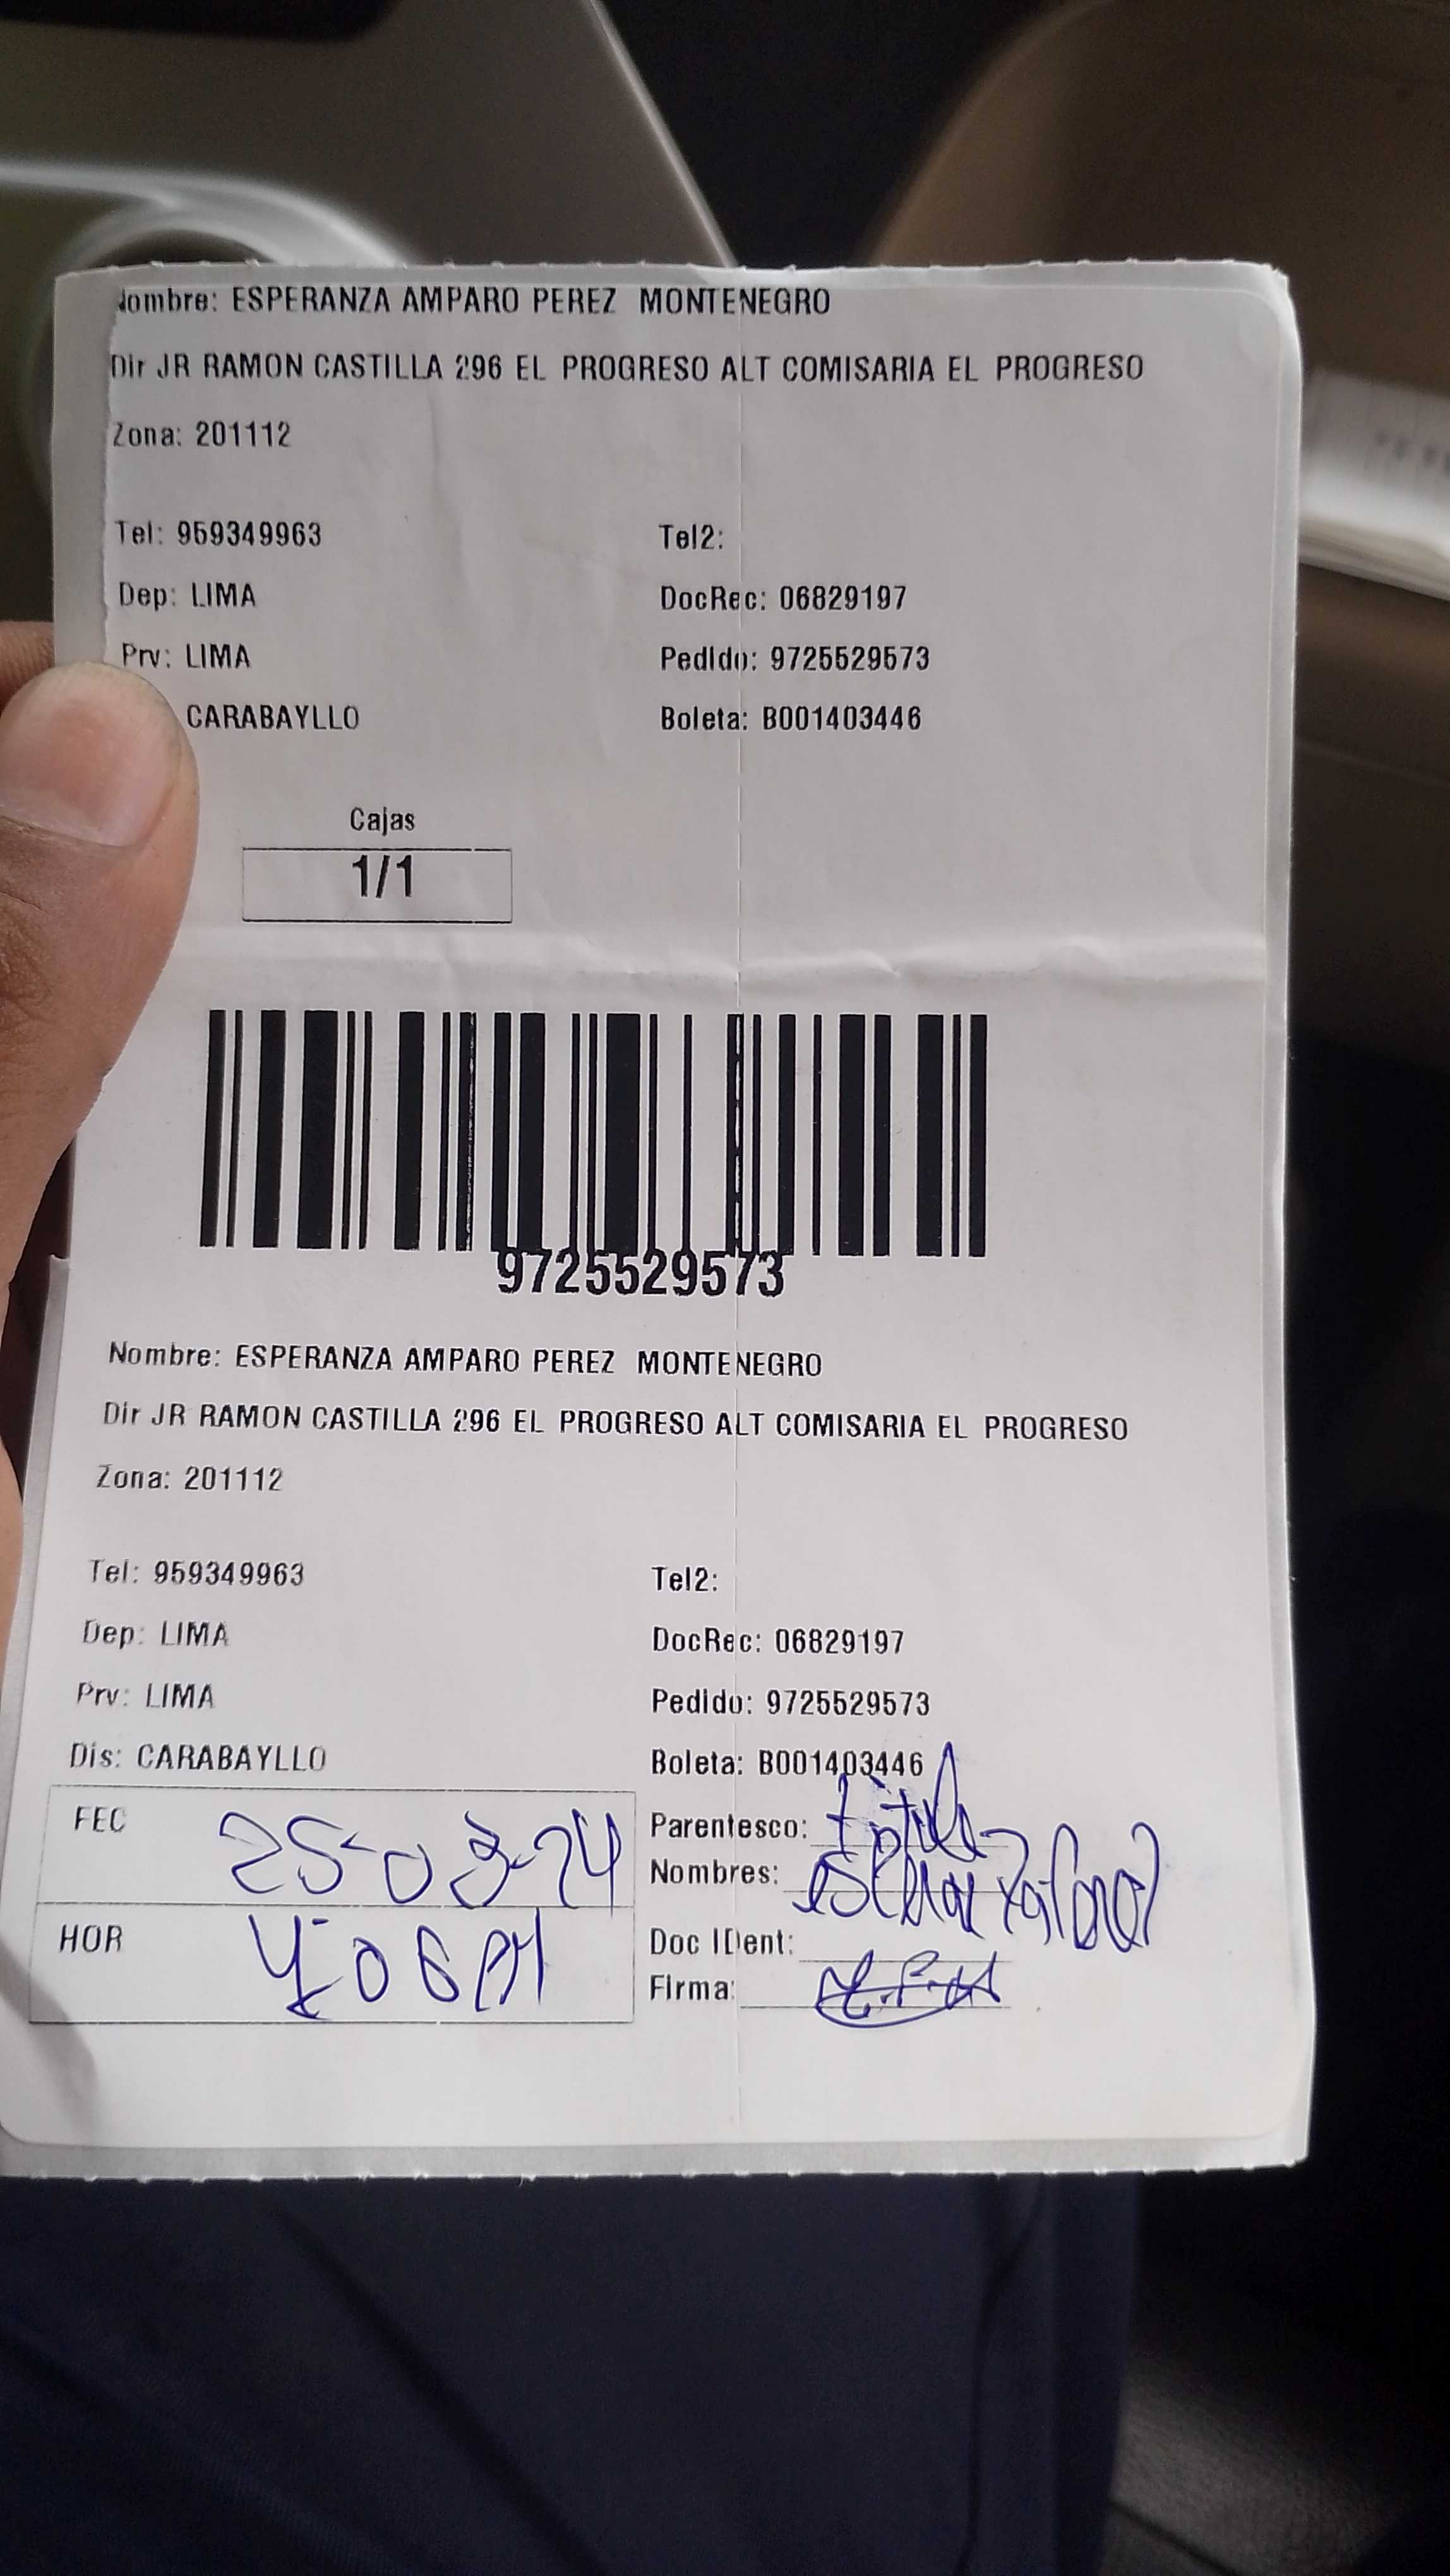 Nombre: ESPERANZA AMPARO PEREZ MONTENEGRO
Dir JR RAMON CASTILLA 296 EL PROGRESO ALT COMISARIA EL PROGRESO
Zona: 201112
Tel: 959349963 Tel2:
Dep: LIMA DocRec: 06829197
Prv: LIMA Pedido: 9725529573
CARABAYLLO Boleta: B001403446
Cajas
1/1
9725529573
Nombre: ESPERANZA AMPARO PEREZ MONTENEGRO
Dir JR RAMON CASTILLA 296 EL PROGRESO ALT COMISARIA EL PROGRESO
Zona: 201112
Tel: 959349963 Tel2:
Dep: LIMA DocRec: 06829197
Prv: LIMA Pedido: 9725529573
Dis: CARABAYLLO Boleta: B001403446
FEC 25-03-24 Parentesco: titular
Nombres:
HOR 4:06 PM Doc IDent:
Firma: